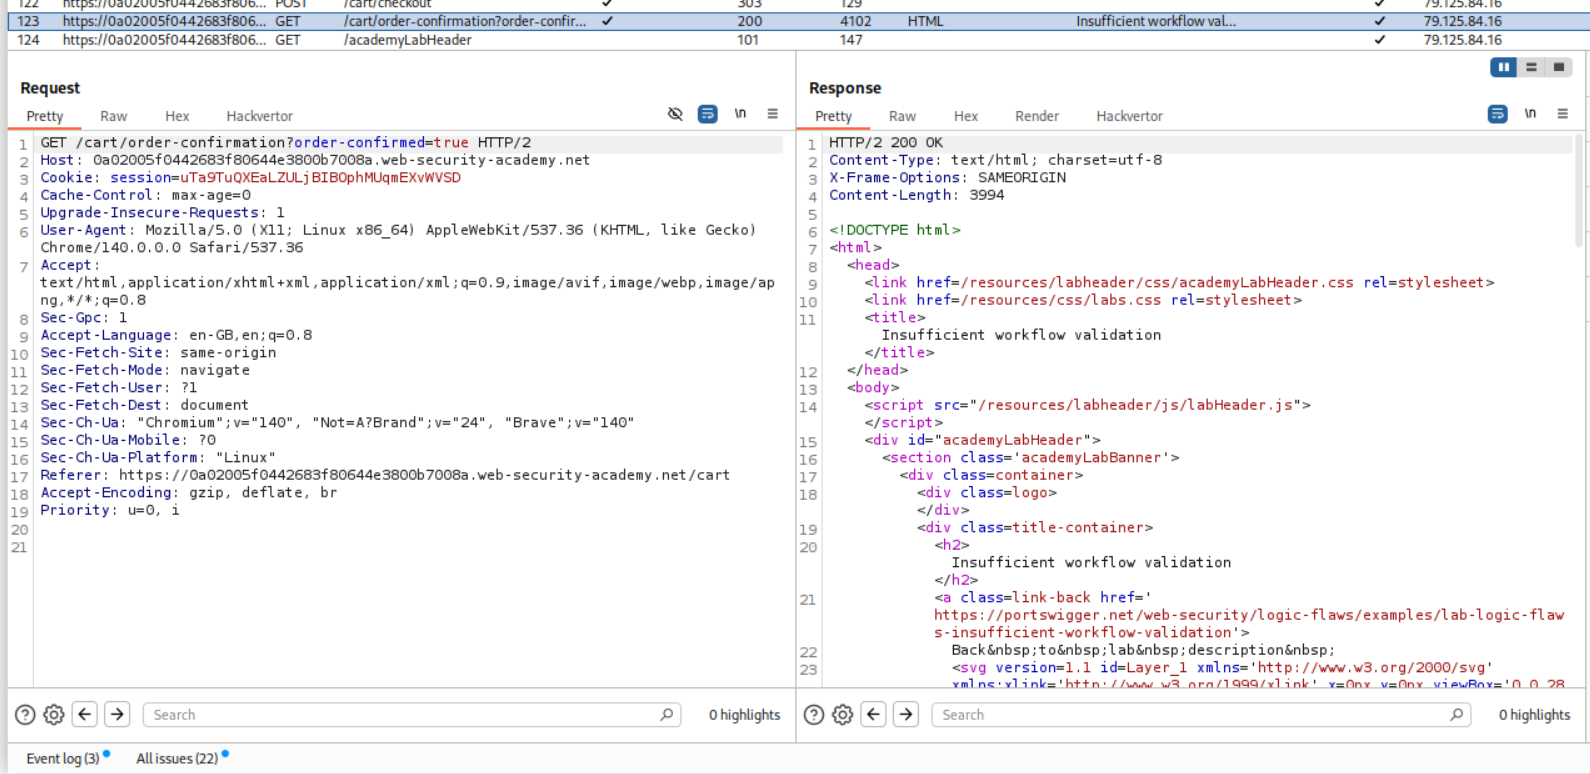 122 https://0a02005f0442683f806... POST /cart/checkout 303 129 79.125.84.16
123 https://0a02005f0442683f806... GET /cart/order-confirmation?order-confir... ✓ 200 4102 HTML Insufficient workflow val... ✓ 79.125.84.16
124 https://0a02005f0442683f806... GET /academyLabHeader 101 147 ✓ 79.125.84.16
Request
Pretty Raw Hex Hackvertor \n
1 GET /cart/order-confirmation?order-confirmed=true HTTP/2
2 Host: 0a02005f0442683f80644e3800b7008a.web-security-academy.net
3 Cookie: session=uTa9TuQXEaLZULjBIBOphMUqmEXvWVSD
4 Cache-Control: max-age=0
5 Upgrade-Insecure-Requests: 1
6 User-Agent: Mozilla/5.0 (X11; Linux x86_64) AppleWebKit/537.36 (KHTML, like Gecko)
Chrome/140.0.0.0 Safari/537.36
7 Accept:
text/html,application/xhtml+xml,application/xml;q=0.9,image/avif,image/webp,image/ap
ng,*/*;q=0.8
8 Sec-Gpc: 1
9 Accept-Language: en-GB,en;q=0.8
10 Sec-Fetch-Site: same-origin
11 Sec-Fetch-Mode: navigate
12 Sec-Fetch-User: ?1
13 Sec-Fetch-Dest: document
14 Sec-Ch-Ua: "Chromium";v="140", "Not=A?Brand";v="24", "Brave";v="140"
15 Sec-Ch-Ua-Mobile: ?0
16 Sec-Ch-Ua-Platform: "Linux"
17 Referer: https://0a02005f0442683f80644e3800b7008a.web-security-academy.net/cart
18 Accept-Encoding: gzip, deflate, br
19 Priority: u=0, i
20
21
Search 0 highlights
Response
Pretty Raw Hex Render Hackvertor \n
1 HTTP/2 200 OK
2 Content-Type: text/html; charset=utf-8
3 X-Frame-Options: SAMEORIGIN
4 Content-Length: 3994
5
6 <!DOCTYPE html>
7 <html>
8 <head>
9 <link href=/resources/labheader/css/academyLabHeader.css rel=stylesheet>
10 <link href=/resources/css/labs.css rel=stylesheet>
11 <title>
Insufficient workflow validation
</title>
12 </head>
13 <body>
14 <script src="/resources/labheader/js/labHeader.js">
</script>
15 <div id="academyLabHeader">
16 <section class='academyLabBanner'>
17 <div class=container>
18 <div class=logo>
</div>
19 <div class=title-container>
20 <h2>
Insufficient workflow validation
</h2>
21 <a class=link-back href='
https://portswigger.net/web-security/logic-flaws/examples/lab-logic-flaw
s-insufficient-workflow-validation'>
22 Back&nbsp;to&nbsp;lab&nbsp;description&nbsp;
23 <svg version=1.1 id=Layer_1 xmlns='http://www.w3.org/2000/svg'
xmlns:xlink='http://www.w3.org/1999/xlink' x=0px y=0px viewBox='0 0 28
Search 0 highlights
Event log (3) All issues (22)